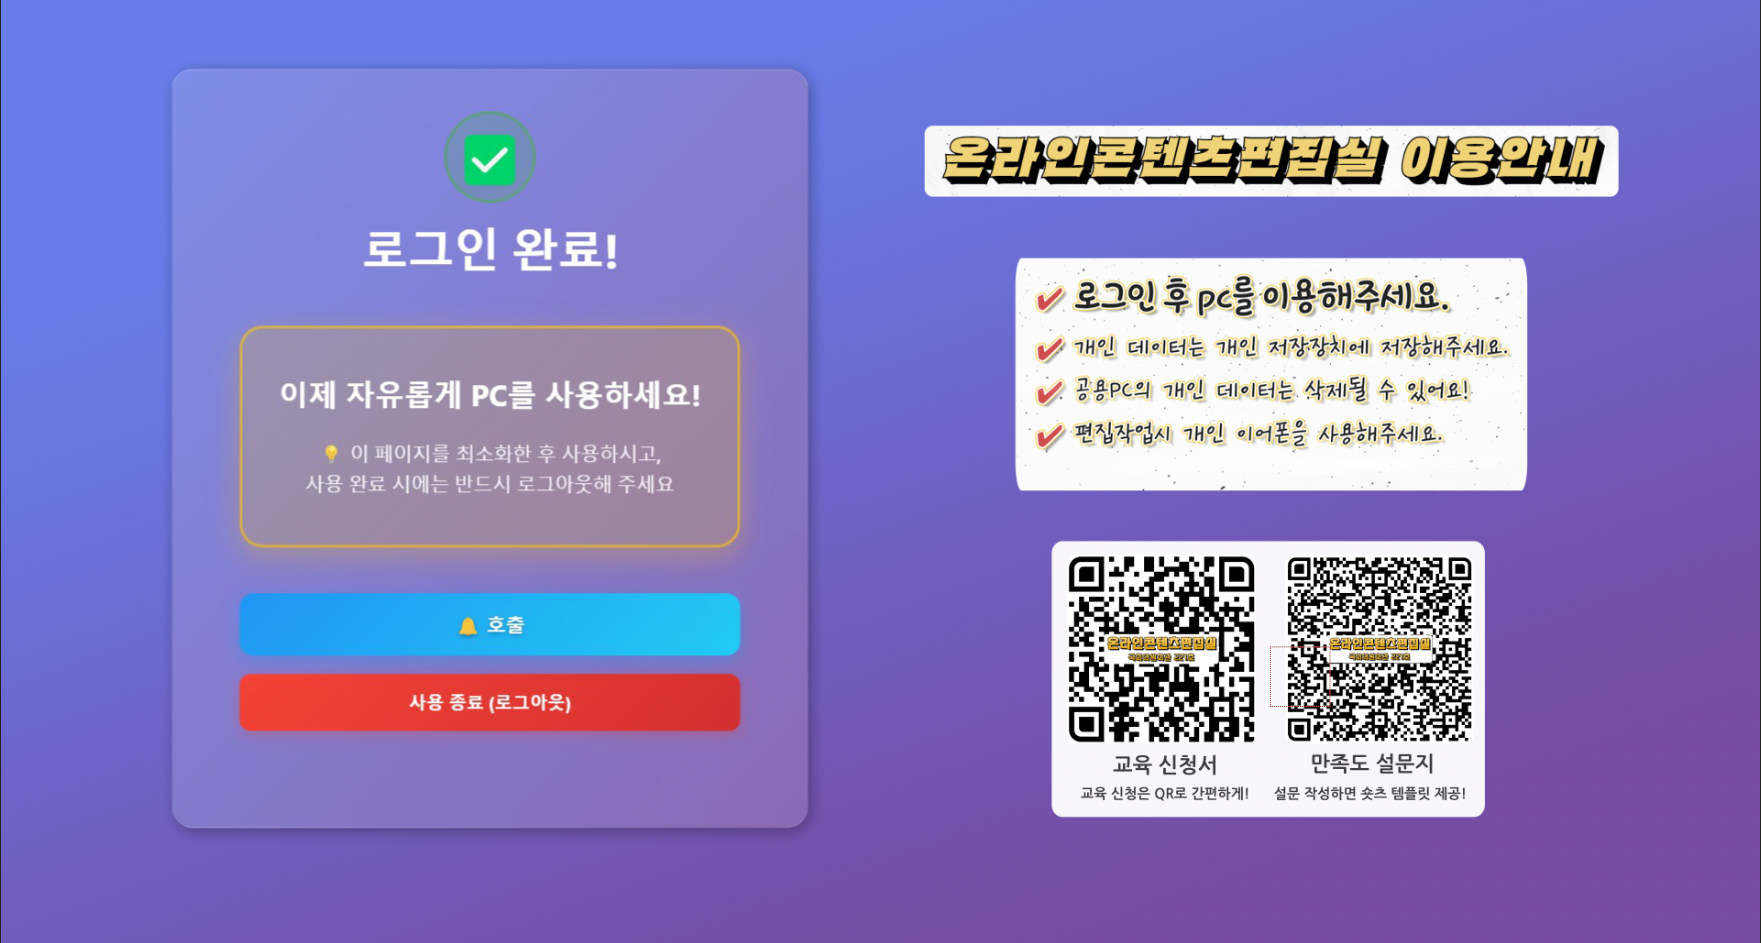 로그인 완료!
이제 자유롭게 PC를 사용하세요!
이 페이지를 최소화한 후 사용하시고,
사용 완료 시에는 반드시 로그아웃해 주세요
호출
사용 종료 (로그아웃)
온라인콘텐츠편집실 이용안내
로그인 후 pc를 이용해주세요.
개인 데이터는 개인 저장장치에 저장해주세요.
공용PC의 개인 데이터는 삭제될 수 있어요!
편집작업시 개인 이어폰을 사용해주세요.
온라인콘텐츠편집실
온라인콘텐츠편집실
교육 신청서
교육 신청은 QR로 간편하게!
만족도 설문지
설문 작성하면 숏츠 템플릿 제공!